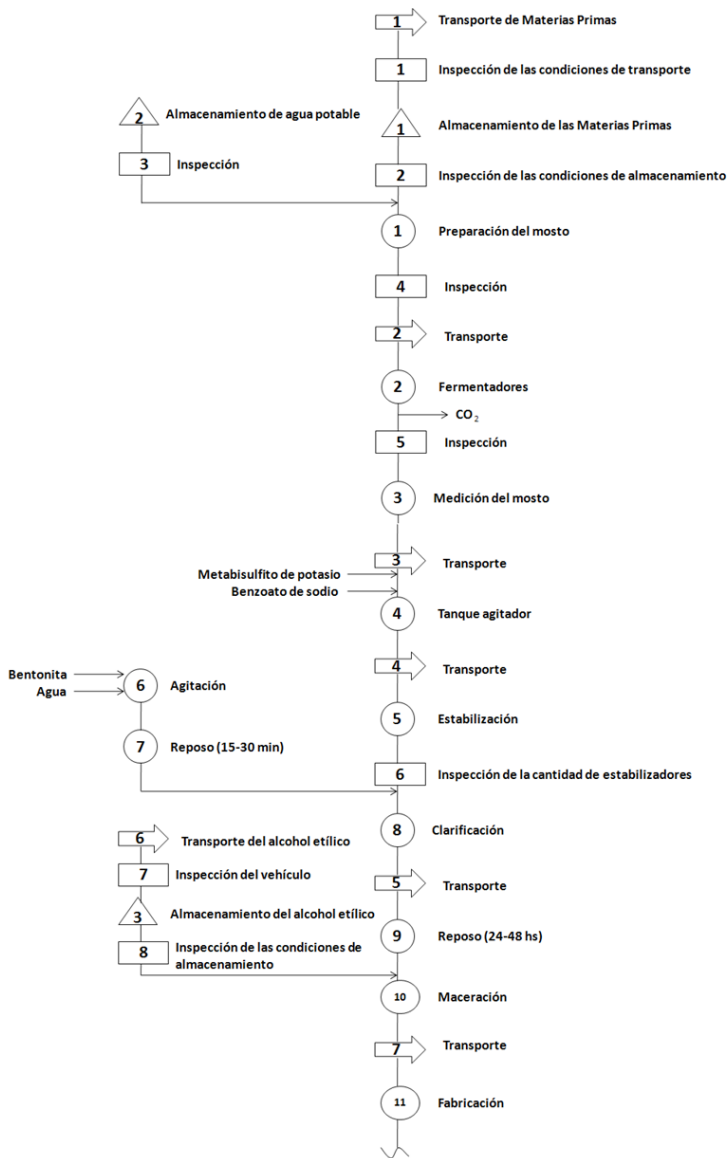 1 Transporte de Materias Primas
1 Inspección de las condiciones de transporte
2 Almacenamiento de agua potable
1 Almacenamiento de las Materias Primas
3 Inspección
2 Inspección de las condiciones de almacenamiento
1 Preparación del mosto
4 Inspección
2 Transporte
2 Fermentadores
CO2
5 Inspección
3 Medición del mosto
3 Transporte
Metabisulfito de potasio
Benzoato de sodio
4 Tanque agitador
4 Transporte
Bentonita
Agua
6 Agitación
5 Estabilización
7 Reposo (15-30 min)
6 Inspección de la cantidad de estabilizadores
8 Clarificación
6 Transporte del alcohol etílico
7 Inspección del vehículo
5 Transporte
3 Almacenamiento del alcohol etílico
9 Reposo (24-48 hs)
8 Inspección de las condiciones de
almacenamiento
10 Maceración
7 Transporte
11 Fabricación